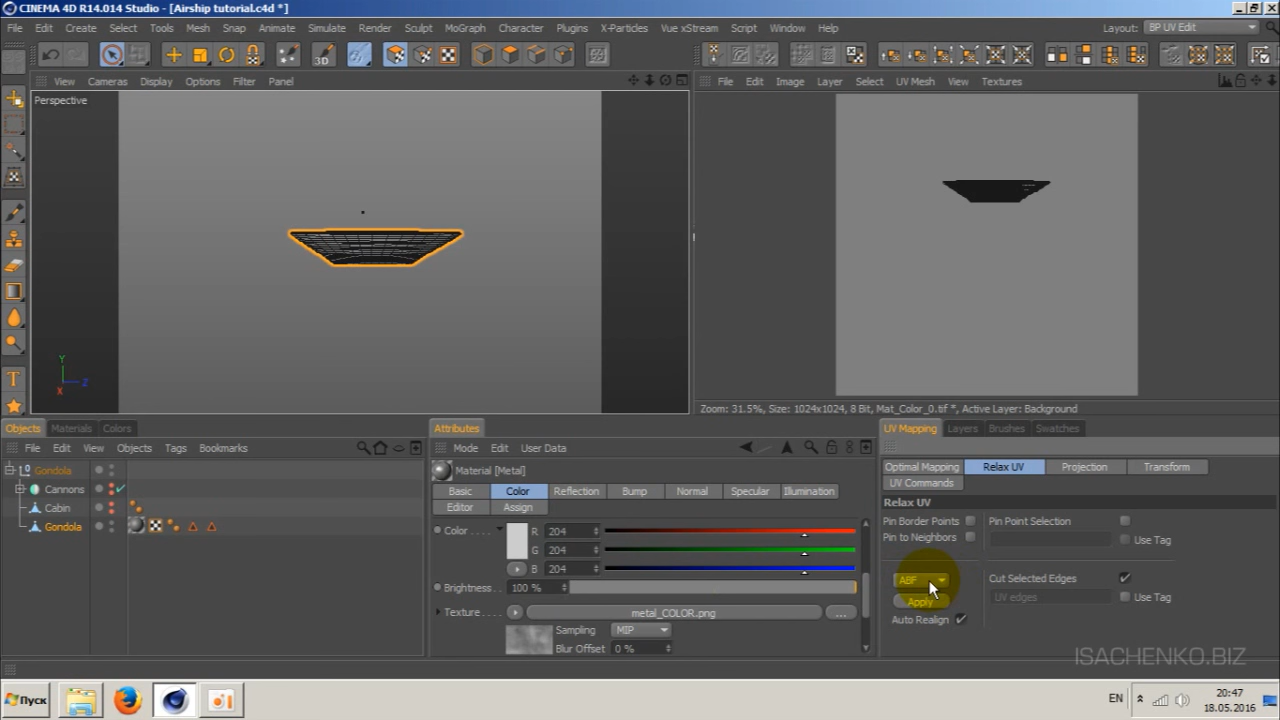 CINEMA 4D R14.014 Studio - [Airship tutorial.c4d *]
File Edit Create Select Tools Mesh Snap Animate Simulate Render Sculpt MoGraph Character Plugins X-Particles Vue xStream Script Window Help Layout: BP UV Edit
3D
View Cameras Display Options Filter Panel
File Edit Image Layer Select UV Mesh View Textures
Perspective
Y
Z
X
T
Zoom: 31.5%, Size: 1024x1024, 8 Bit, Mat_Color_0.tif *, Active Layer: Background
Objects Materials Colors
File Edit View Objects Tags Bookmarks
Gondola
Cannons
Cabin
Gondola
Attributes
Mode Edit User Data
Material [Metal]
Basic Color Reflection Bump Normal Specular Illumination
Editor Assign
Color R 204
G 204
B 204
Brightness 100 %
Texture metal_COLOR.png
Sampling MIP
Blur Offset 0 %
UV Mapping Layers Brushes Swatches
Optimal Mapping Relax UV Projection Transform
UV Commands
Relax UV
Pin Border Points Pin Point Selection
Pin to Neighbors Use Tag
ABF Cut Selected Edges
Apply UV edges Use Tag
Auto Realign
ISACHENKO.BIZ
Пуск EN 20:47
18.05.2016